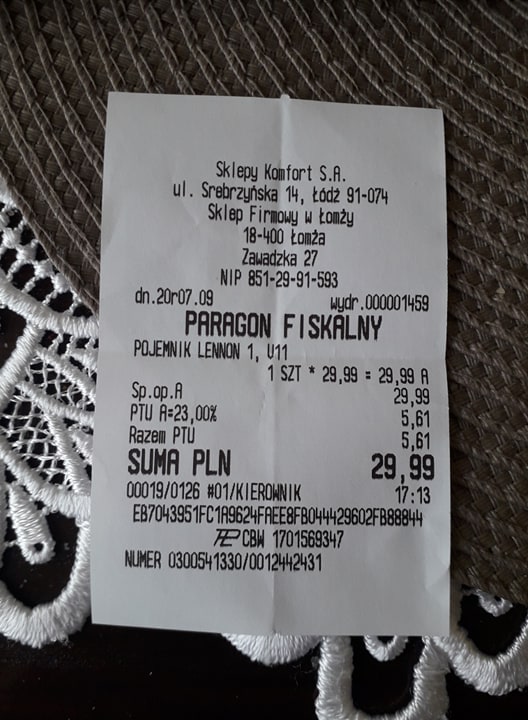 Sklepy Komfort S.A.
ul. Srebrzyńska 14, Łódź 91-074
Sklep Firmowy w Łomży
18-400 Łomża
Zawadzka 27
NIP 851-29-91-593
dn.20r07.09 wydr.000001459
PARAGON FISKALNY
POJEMNIK LENNON 1, U11
1 SZT * 29,99 = 29,99 A
Sp.op.A 29,99
PTU A=23,00% 5,61
Razem PTU 5,61
SUMA PLN 29,99
00019/0126 #01/KIEROWNIK 17:13
EB7043951FC1A9624FAEE8FB044429602FB88844
CBW 1701569347
NUMER 0300541330/0012442431